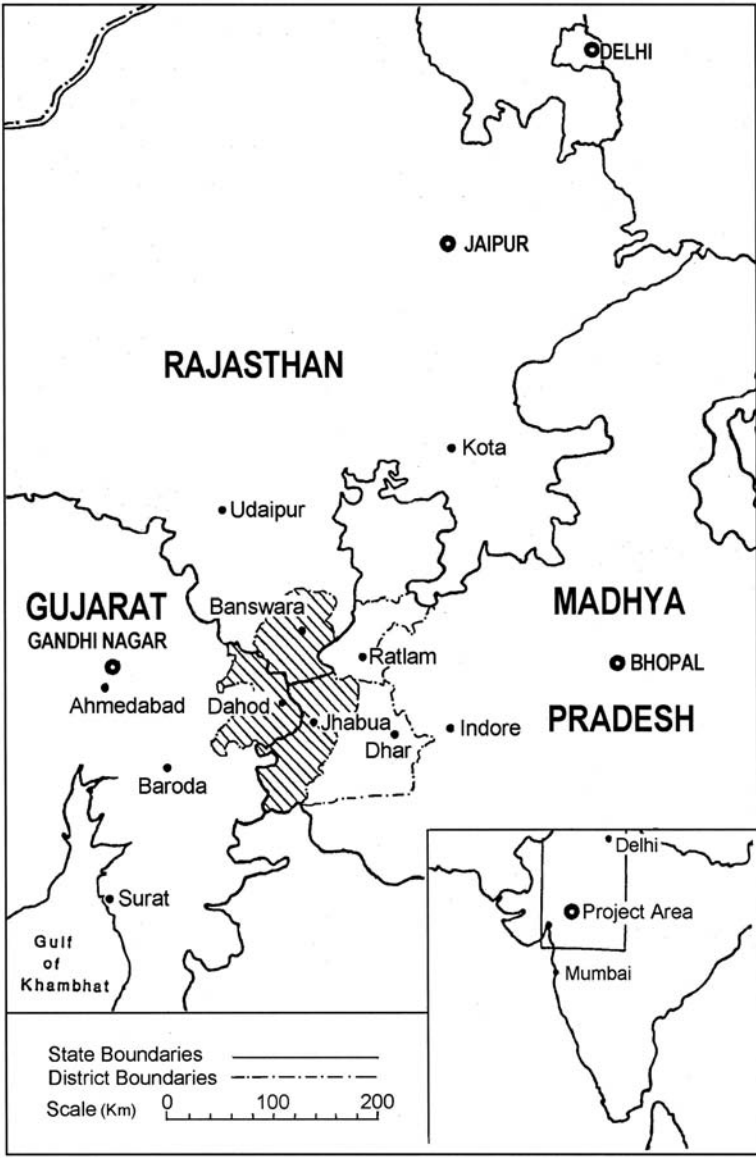 DELHI
JAIPUR
RAJASTHAN
Kota
Udaipur
GUJARAT
GANDHI NAGAR
Banswara
MADHYA
Ratlam
BHOPAL
Ahmedabad
Dahod
Jhabua
PRADESH
Dhar
Indore
Baroda
Surat
Gulf
of
Khambhat
Delhi
Project Area
Mumbai
State Boundaries
District Boundaries
Scale (Km)
0 100 200